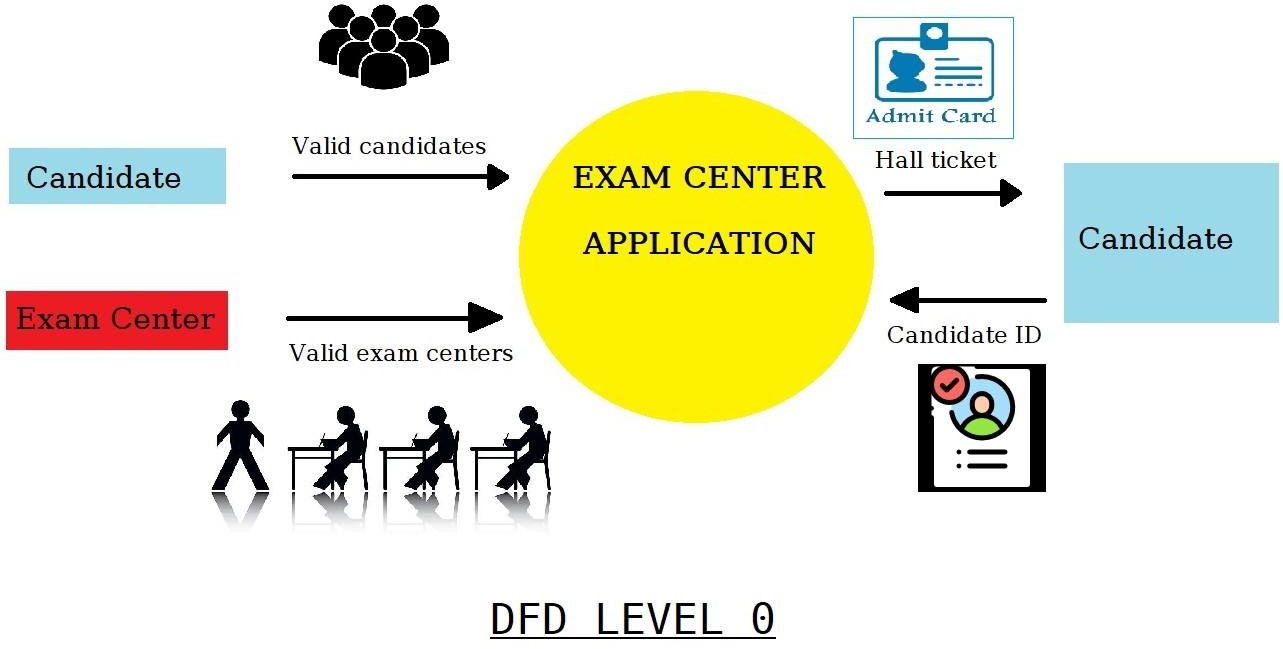 Admit Card
Valid candidates
Hall ticket
Candidate
EXAM CENTER
APPLICATION
Candidate
Exam Center
Valid exam centers
Candidate ID
DFD LEVEL 0